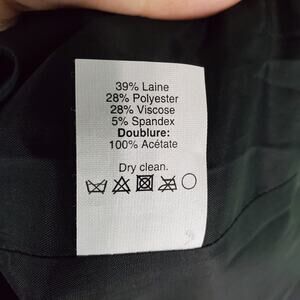 39% Laine
28% Polyester
28% Viscose
5% Spandex
Doublure:
100% Acétate
Dry clean.